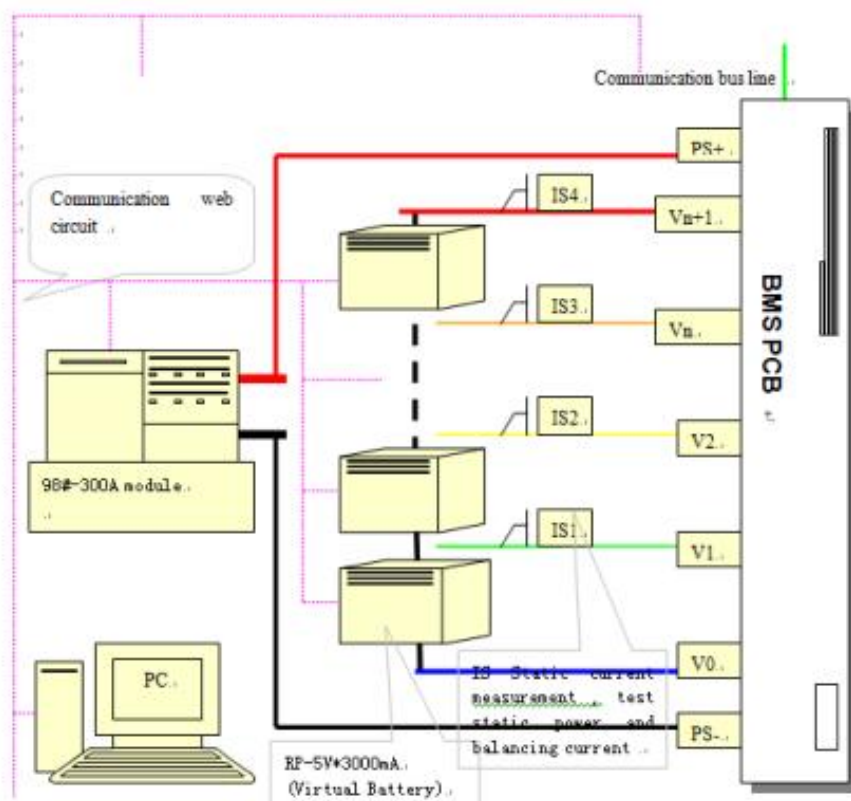 Communication bus line
PS+
IS4
Vn+1
Communication web
circuit
IS3
Vn
BMS PCB
IS2
V2
98#-300A module
IS1
V1
V0
IS Static current
measurement , test
static power and
balancing current
PC
PS-
RP-5V*3000mA
(Virtual Battery)